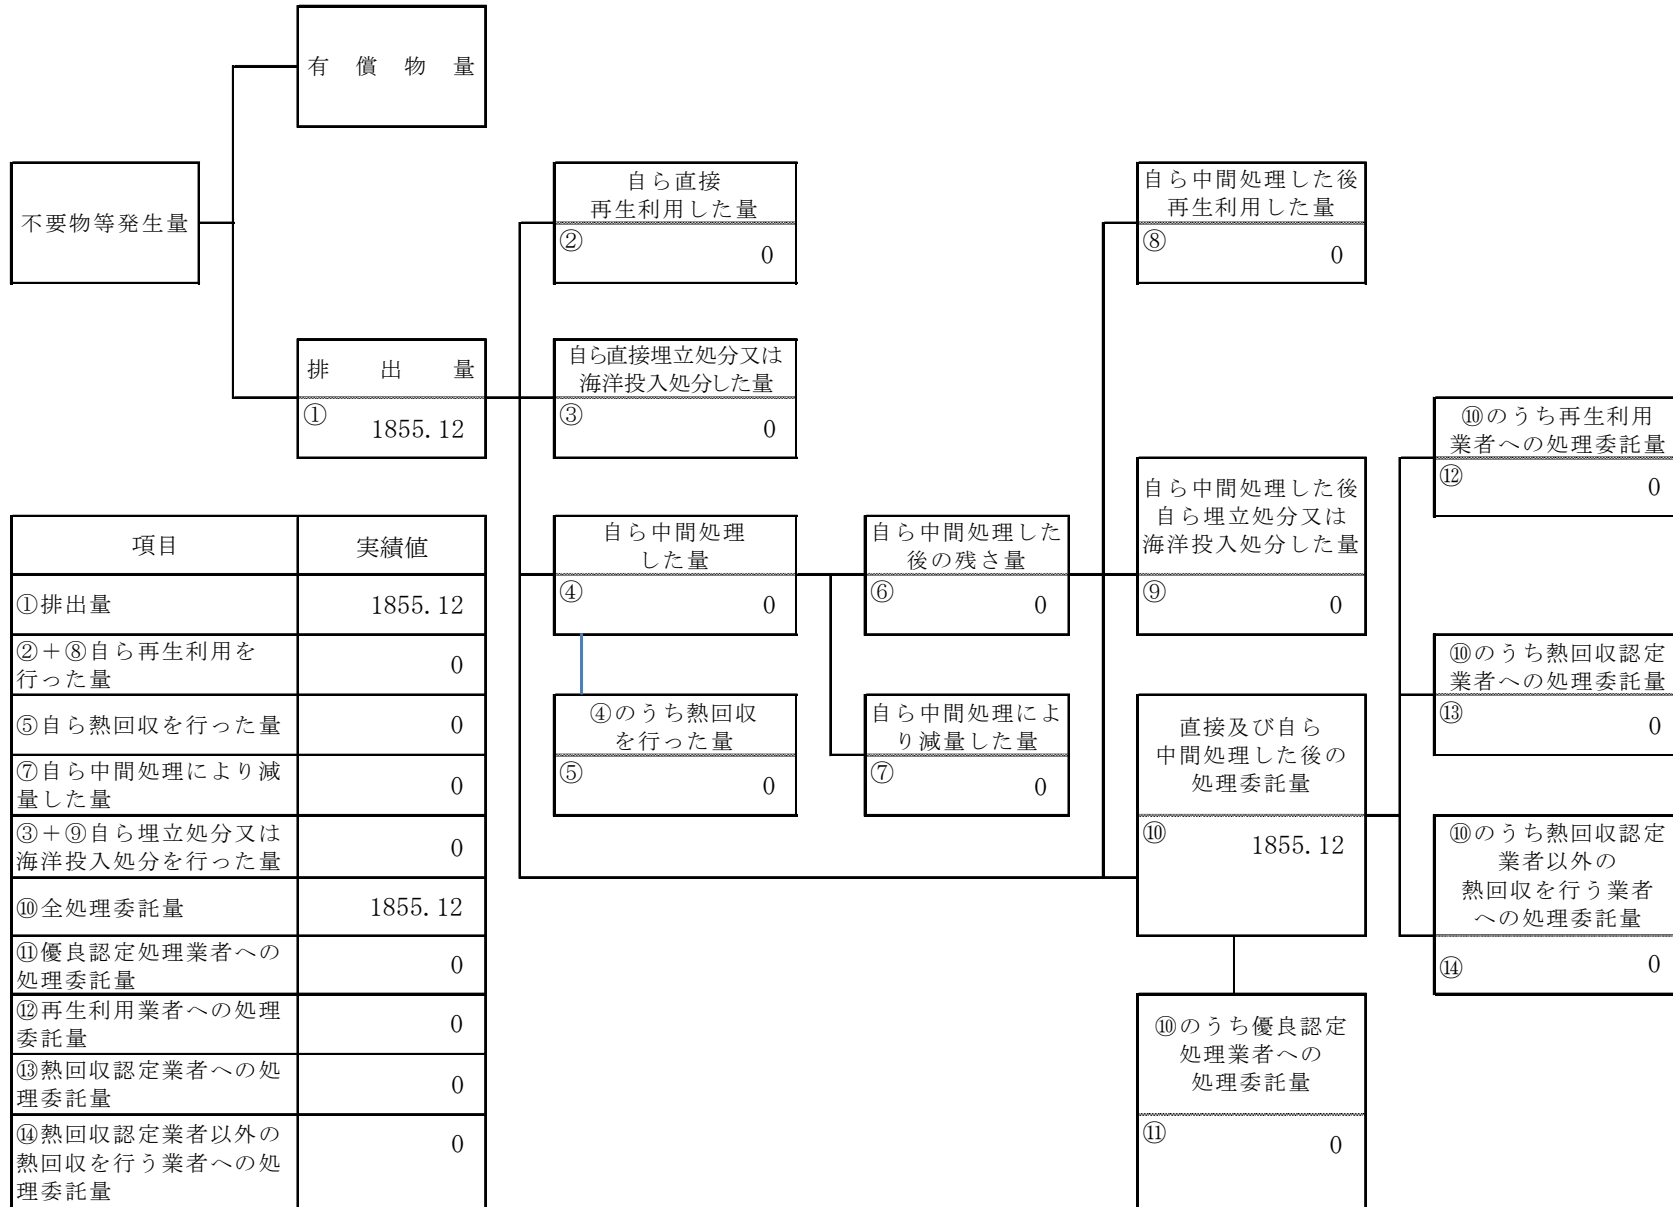 有償物量
不要物等発生量
排出量
①
1855.12
自ら直接
再生利用した量
②
0
自ら直接埋立処分又は
海洋投入処分した量
③
0
自ら中間処理
した量
④
0
④のうち熱回収
を行った量
⑤
0
自ら中間処理した
後の残さ量
⑥
0
自ら中間処理によ
り減量した量
⑦
0
自ら中間処理した後
再生利用した量
⑧
0
自ら中間処理した後
自ら埋立処分又は
海洋投入処分した量
⑨
0
直接及び自ら
中間処理した後の
処理委託量
⑩
1855.12
⑩のうち優良認定
処理業者への
処理委託量
⑪
0
⑩のうち再生利用
業者への処理委託量
⑫
0
⑩のうち熱回収認定
業者への処理委託量
⑬
0
⑩のうち熱回収認定
業者以外の
熱回収を行う業者
への処理委託量
⑭
0
項目 実績値
①排出量 1855.12
②＋⑧自ら再生利用を
行った量
0
⑤自ら熱回収を行った量 0
⑦自ら中間処理により減
量した量
0
③＋⑨自ら埋立処分又は
海洋投入処分を行った量
0
⑩全処理委託量 1855.12
⑪優良認定処理業者への
処理委託量
0
⑫再生利用業者への処理
委託量
0
⑬熱回収認定業者への処
理委託量
0
⑭熱回収認定業者以外の
熱回収を行う業者への処
理委託量
0